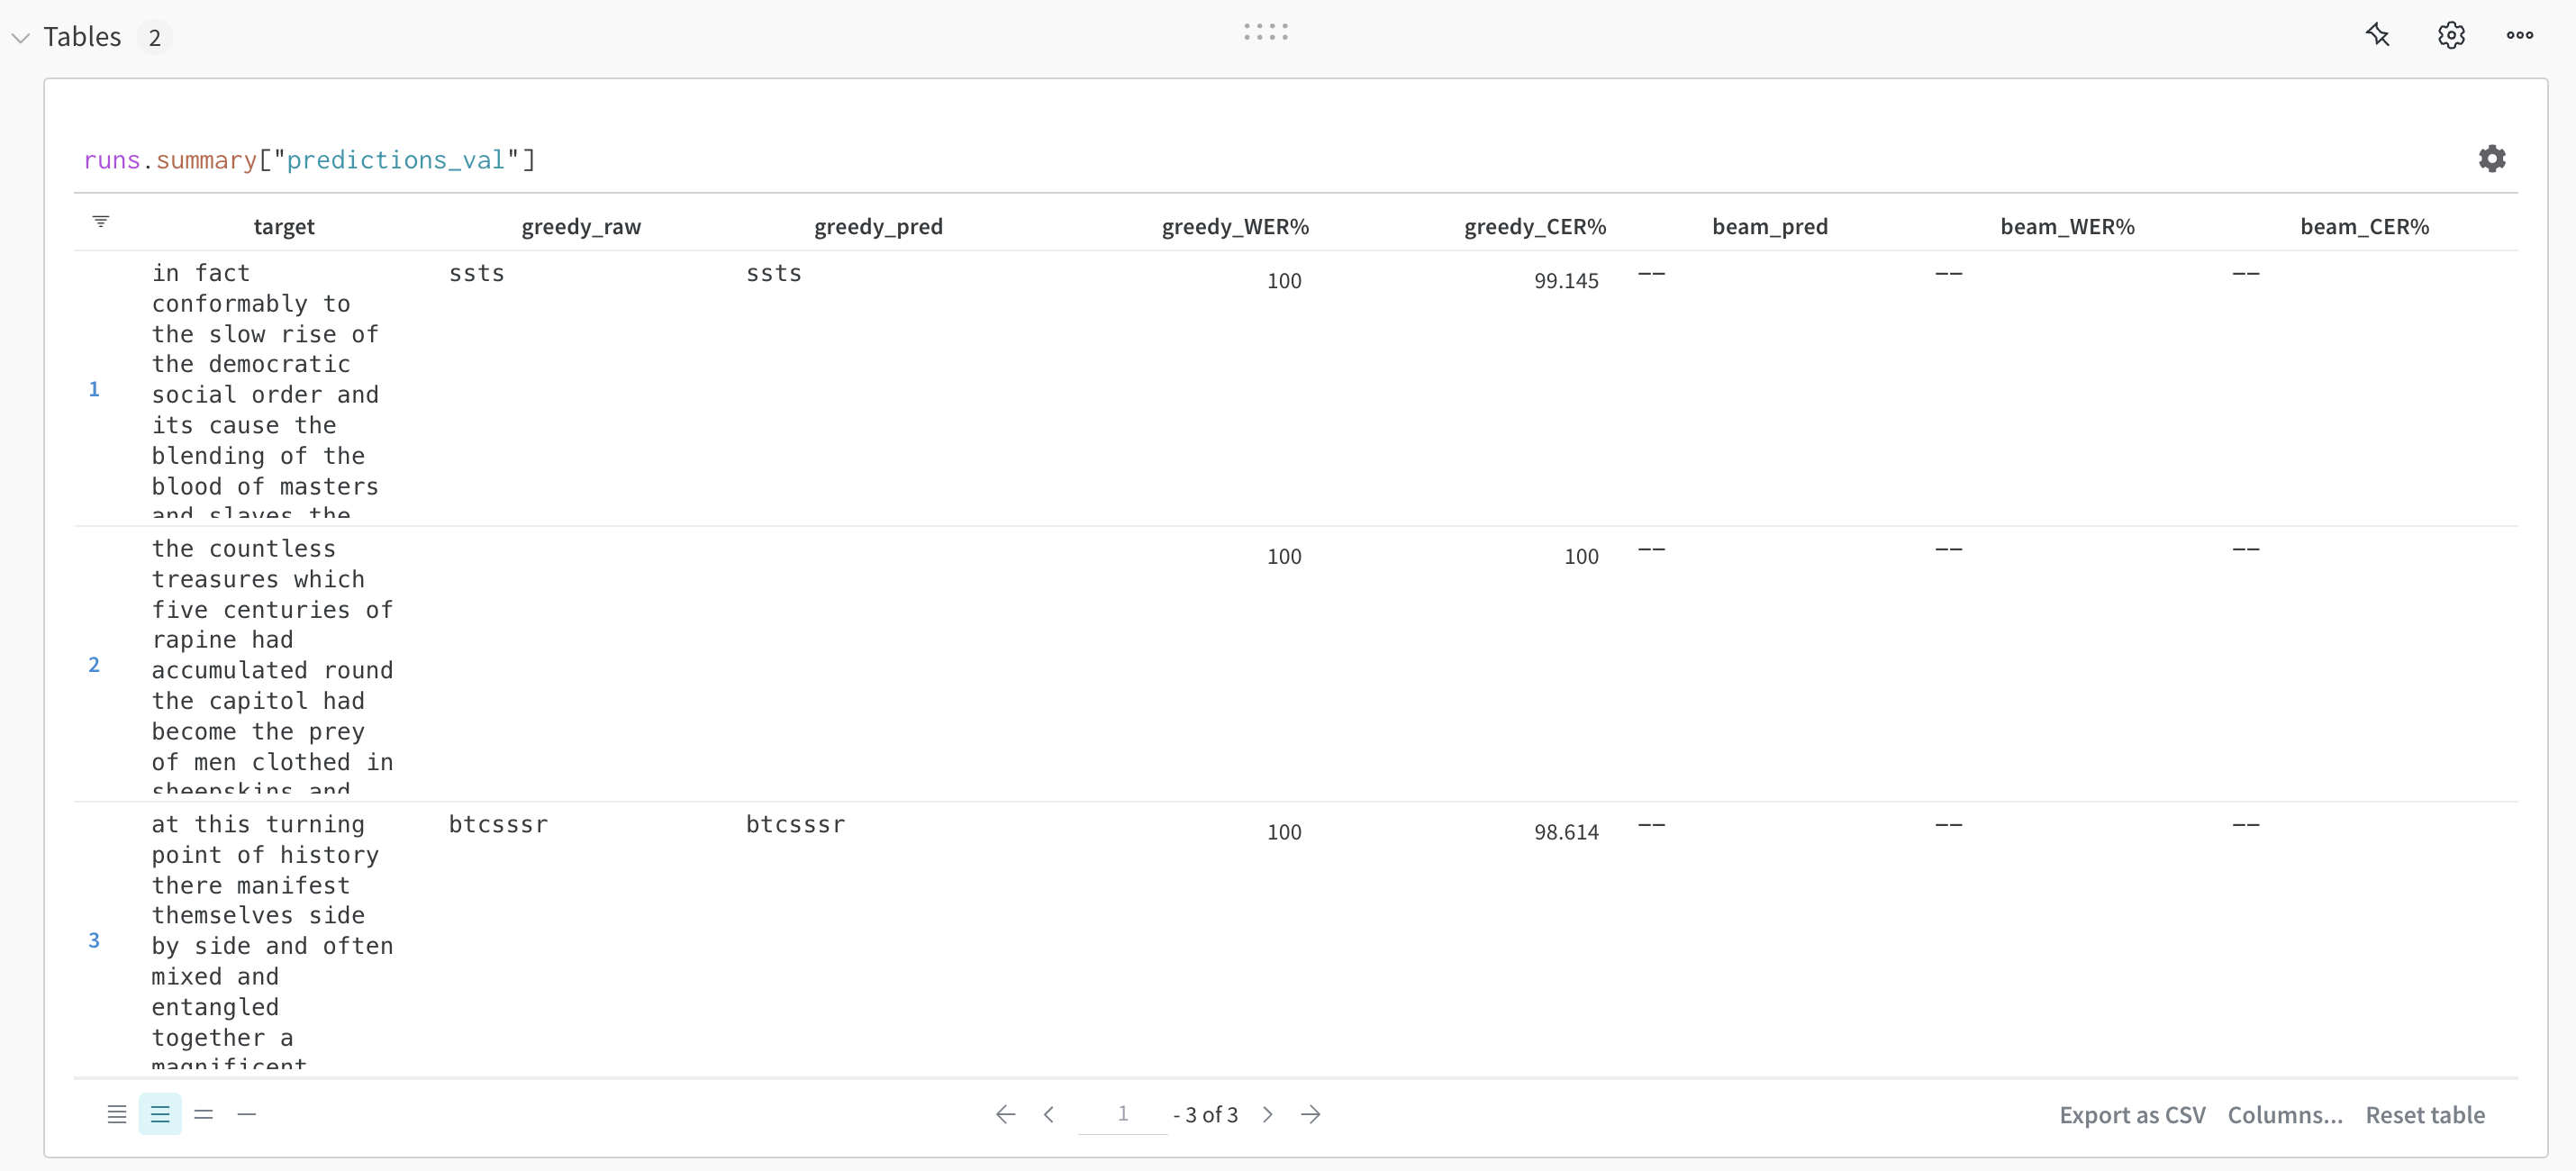 Tables 2
runs.summary["predictions_val"]
target greedy_raw greedy_pred greedy_WER% greedy_CER% beam_pred beam_WER% beam_CER%
1
in fact
conformably to
the slow rise of
the democratic
social order and
its cause the
blending of the
blood of masters
and slaves the
ssts ssts 100 99.145 –– –– ––
2
the countless
treasures which
five centuries of
rapine had
accumulated round
the capitol had
become the prey
of men clothed in
sheepskins and
100 100 –– –– ––
3
at this turning
point of history
there manifest
themselves side
by side and often
mixed and
entangled
together a
magnificent
btcsssr btcsssr 100 98.614 –– –– ––
1 - 3 of 3
Export as CSV Columns... Reset table